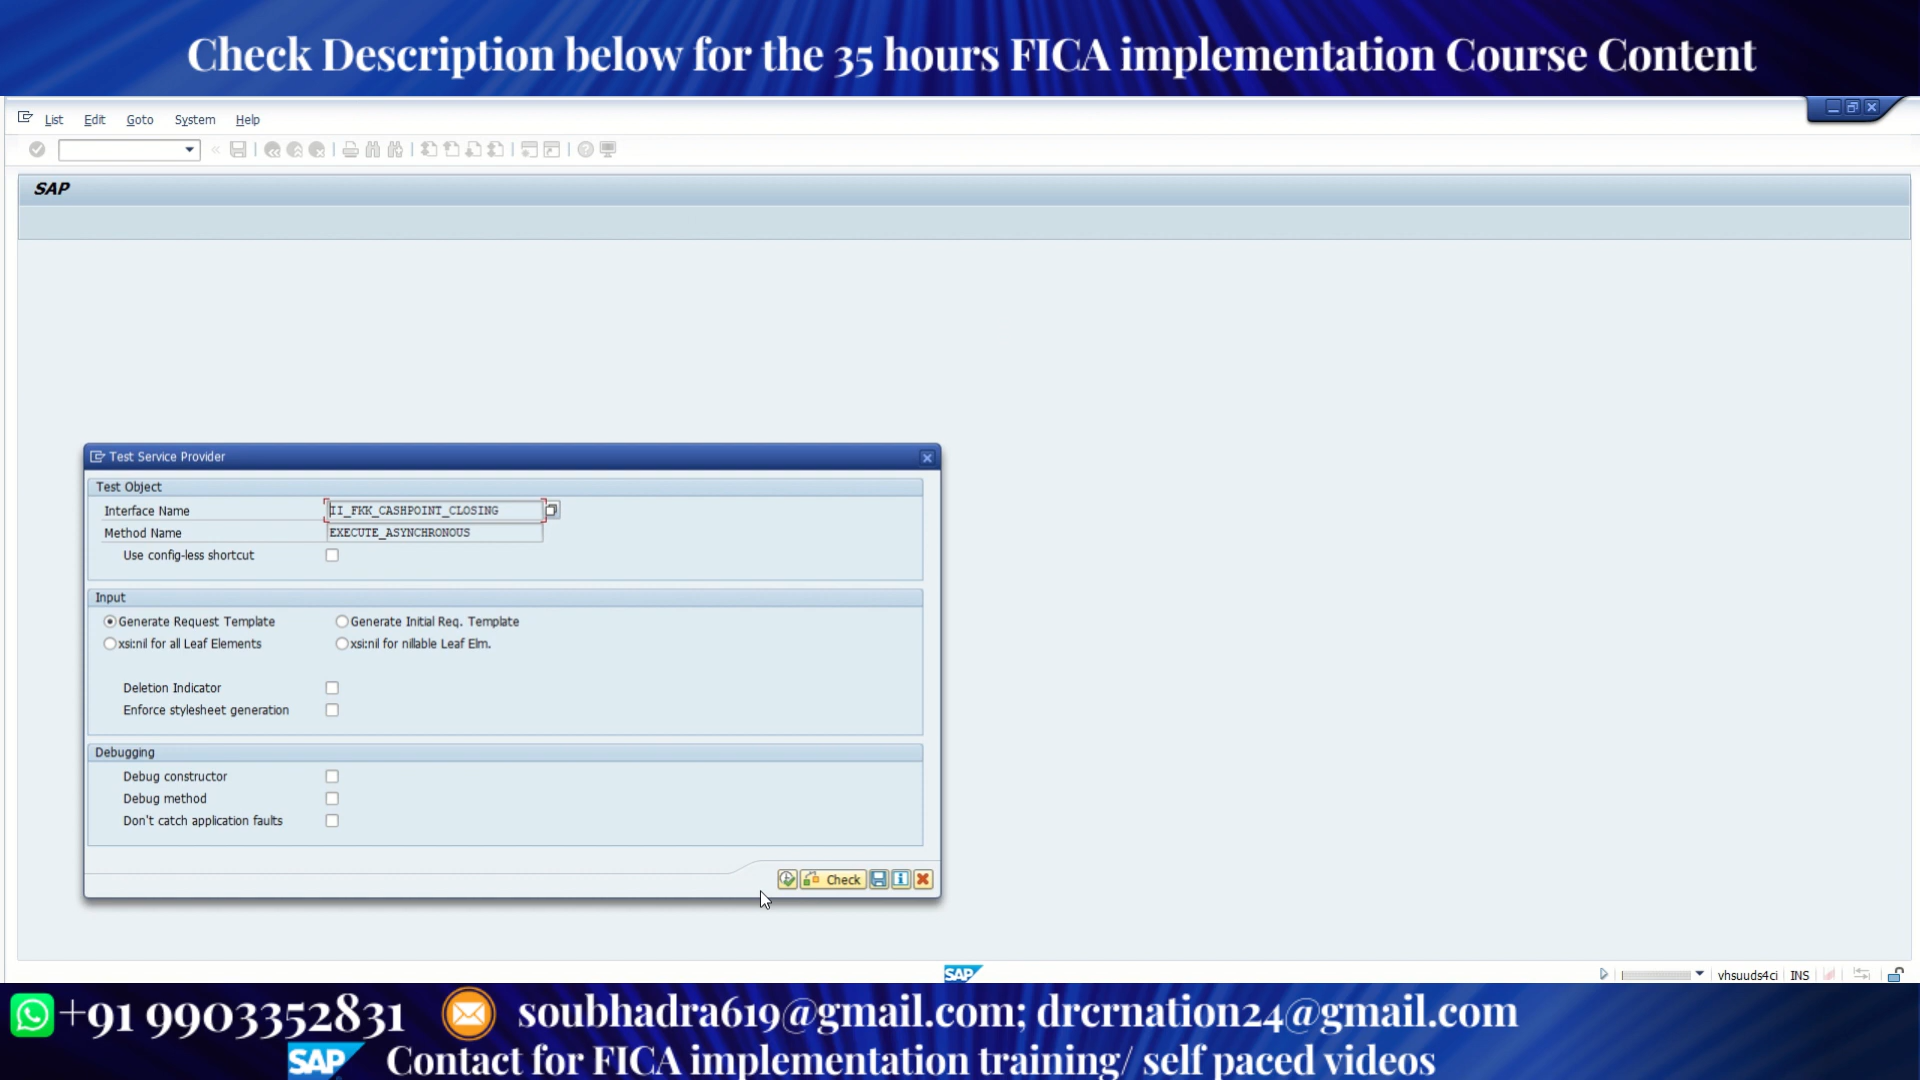 Check Description below for the 35 hours FICA implementation Course Content
List Edit Goto System Help
SAP
Test Service Provider
Test Object
Interface Name II_FKK_CASHPOINT_CLOSING
Method Name EXECUTE_ASYNCHRONOUS
Use config-less shortcut
Input
Generate Request Template Generate Initial Req. Template
xsi:nil for all Leaf Elements xsi:nil for nillable Leaf Elm.
Deletion Indicator
Enforce stylesheet generation
Debugging
Debug constructor
Debug method
Don't catch application faults
Check
SAP vhsuuds4ci INS
+91 9903352831 soubhadra619@gmail.com; drcrnation24@gmail.com
SAP Contact for FICA implementation training/ self paced videos